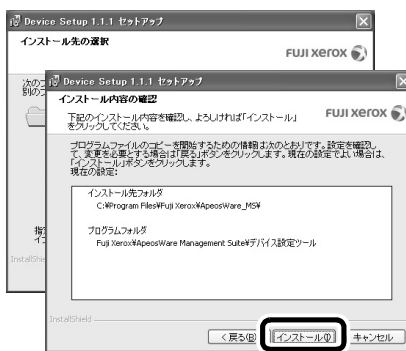 Device Setup 1.1.1 セットアップ
インストール先の選択
FUJI XEROX
次の
別の
Device Setup 1.1.1 セットアップ
インストール内容の確認
下記のインストール内容を確認し、よろしければ「インストール」
をクリックしてください。
FUJI XEROX
プログラムファイルのコピーを開始するための情報は次のとおりです。設定を確認し
て、変更を必要とする場合は「戻る」ボタンをクリックします。現在の設定でよい場合は、
「インストール」ボタンをクリックします。
現在の設定:
インストール先フォルダ
C:¥Program Files¥Fuji Xerox¥ApeosWare_MS¥
プログラムフォルダ
Fuji Xerox¥ApeosWare Management Suite¥デバイス設定ツール
指
イン
InstallShie
InstallShield
< 戻る(B)
インストール(I)
キャンセル